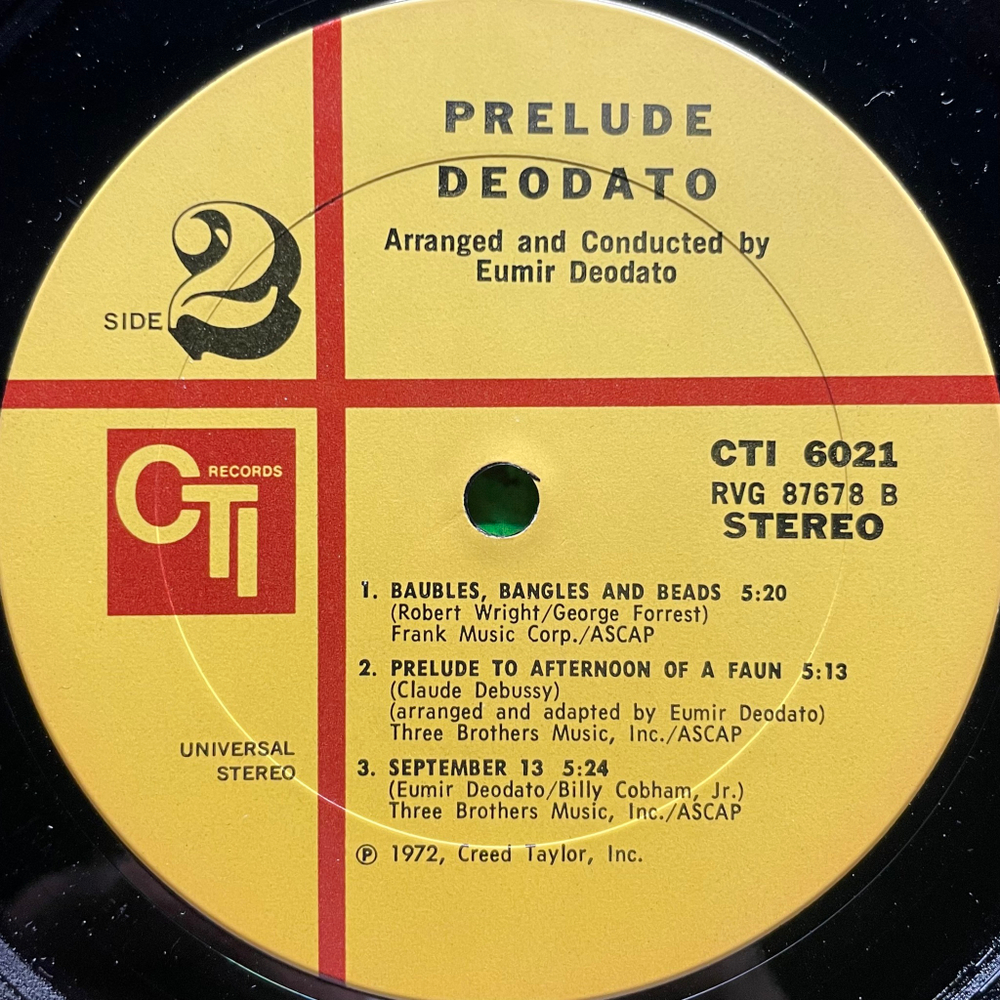 PRELUDE
DEODATO
Arranged and Conducted by
Eumir Deodato
SIDE 2
CTI RECORDS
CTI 6021
RVG 87678 B
STEREO
1. BAUBLES, BANGLES AND BEADS 5:20
(Robert Wright/George Forrest)
Frank Music Corp./ASCAP
2. PRELUDE TO AFTERNOON OF A FAUN 5:13
(Claude Debussy)
(arranged and adapted by Eumir Deodato)
Three Brothers Music, Inc./ASCAP
UNIVERSAL
STEREO
3. SEPTEMBER 13 5:24
(Eumir Deodato/Billy Cobham, Jr.)
Three Brothers Music, Inc./ASCAP
℗ 1972, Creed Taylor, Inc.